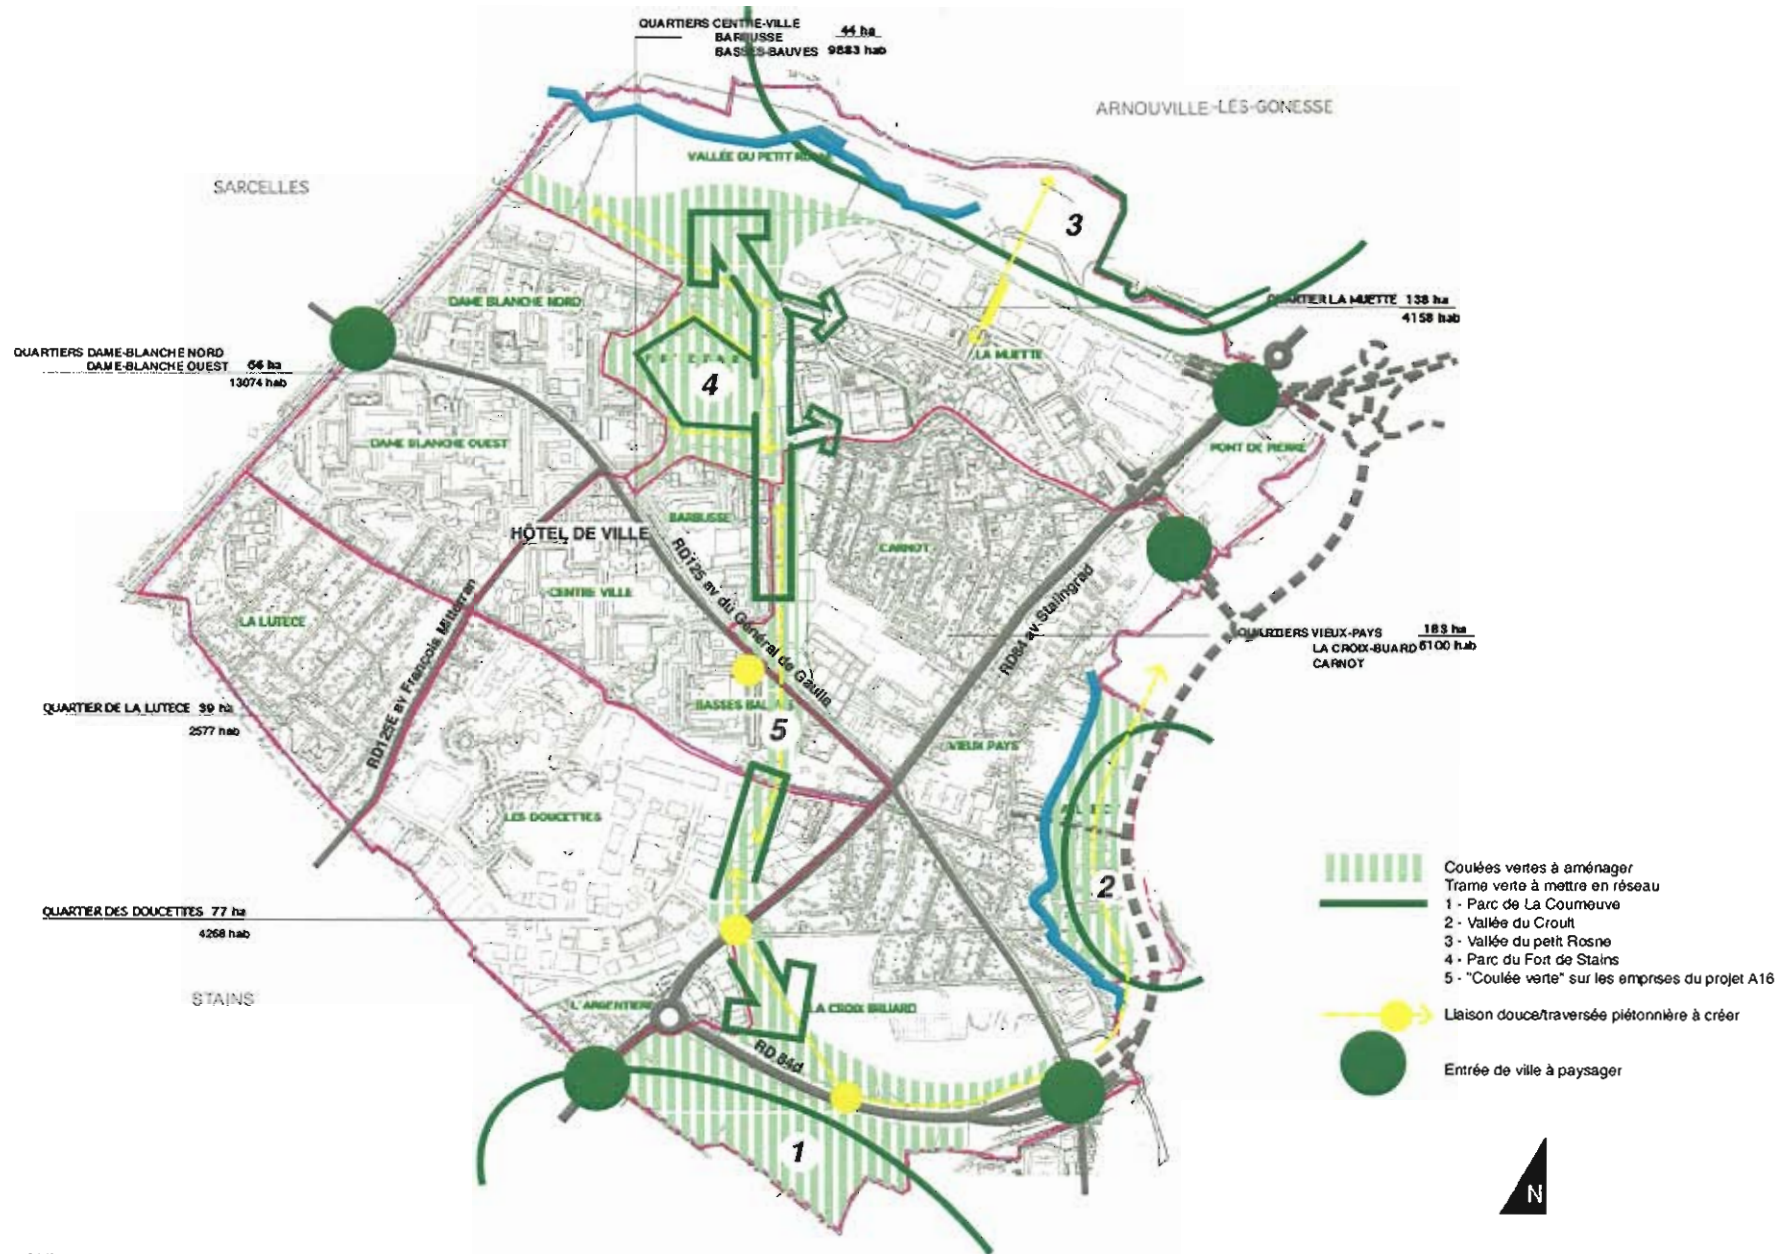 QUARTIERS CENTRE-VILLE 44 ha
BARBUSSE
BASSES-BAUVES 9883 hab
ARNOUVILLE-LÈS-GONESSE
SARCELLES
VALLÉE DU PETIT ROSNE
3
DAME BLANCHE NORD
QUARTIER LA MUETTE 138 ha
4158 hab
QUARTIERS DAME-BLANCHE NORD
DAME-BLANCHE OUEST 66 ha
13074 hab
LA MUETTE
4
DAME BLANCHE OUEST
PONT DE PIERRE
BARBUSSE
HÔTEL DE VILLE
CARNOT
RD125 av du Général de Gaulle
CENTRE VILLE
LA LUTECE
RD84 av Stalingrad
RD125E av François Mitterran
QUARTIERS VIEUX-PAYS 183 ha
LA CROIX-BUARD 6100 hab
CARNOT
QUARTIER DE LA LUTECE 39 ha
2577 hab
BASSES BAUVES
5
VIEUX PAYS
LES DOUCETTES
2
QUARTIER DES DOUCETTES 77 ha
4268 hab
STAINS
L'ARGENTIERE
LA CROIX BRUARD
RD 84d
1
Coulées vertes à aménager
Trame verte à mettre en réseau
1 - Parc de La Courneuve
2 - Vallée du Croult
3 - Vallée du petit Rosne
4 - Parc du Fort de Stains
5 - "Coulée verte" sur les emprises du projet A16
Liaison douce/traversée piétonnière à créer
Entrée de ville à paysager
N